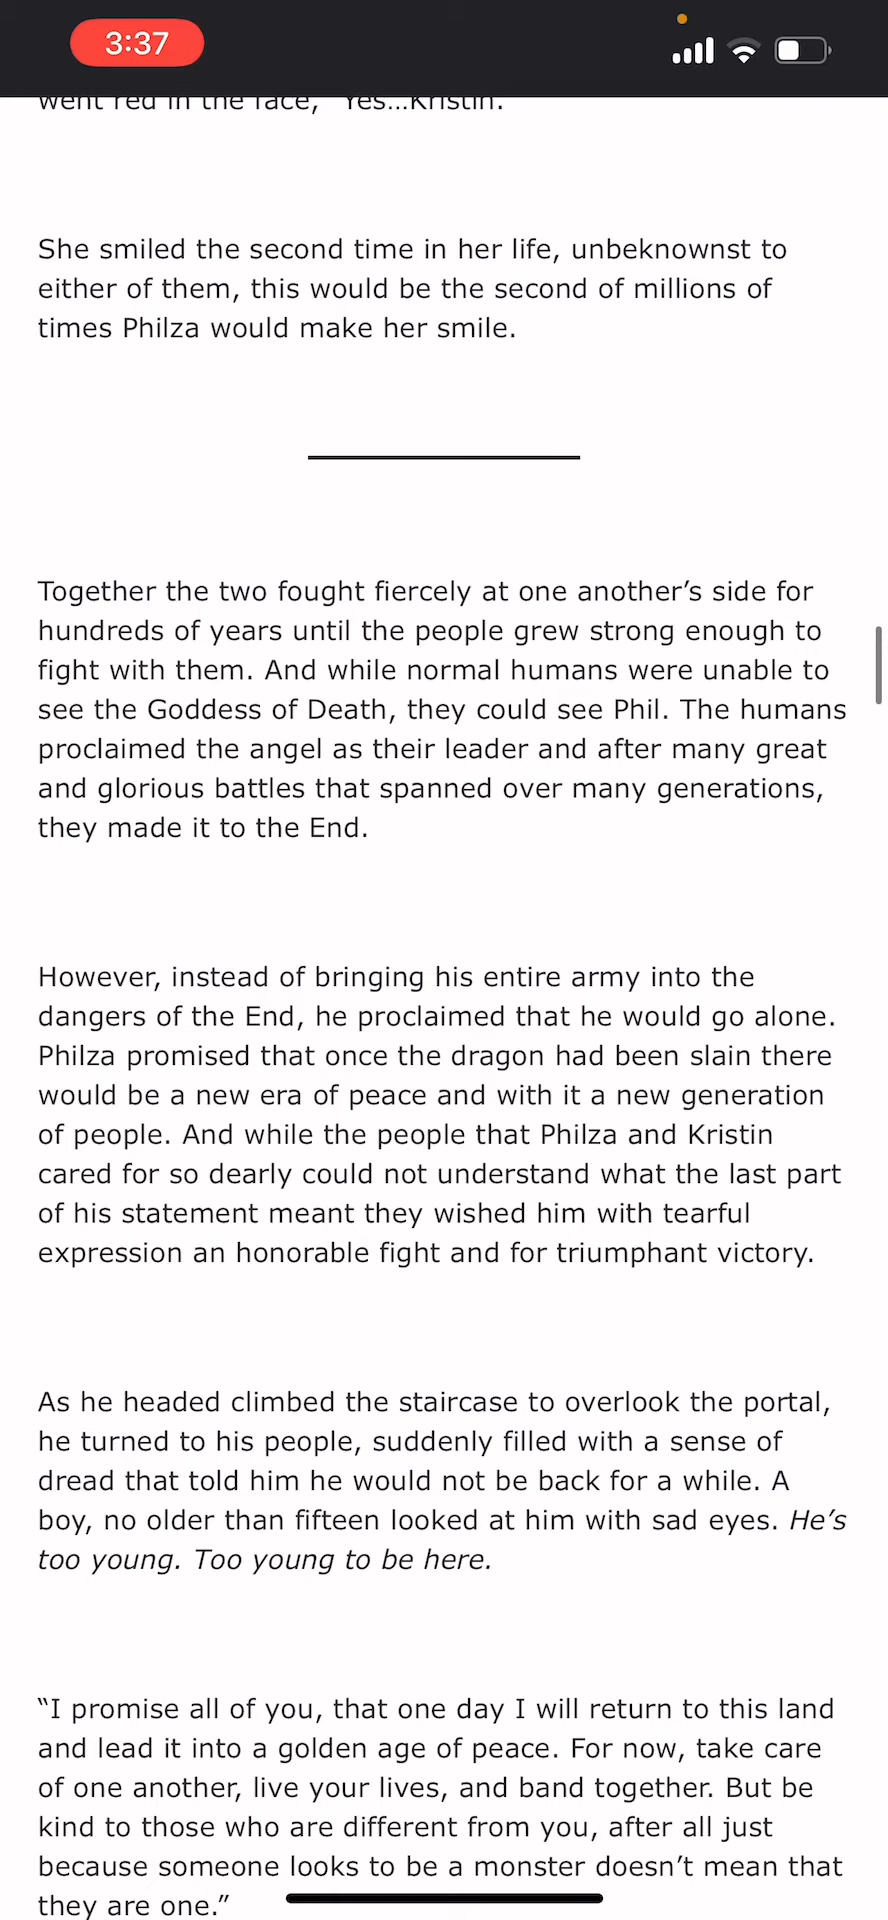 3:37
went red in the face, “Yes...Kristin.”
She smiled the second time in her life, unbeknownst to
either of them, this would be the second of millions of
times Philza would make her smile.
Together the two fought fiercely at one another’s side for
hundreds of years until the people grew strong enough to
fight with them. And while normal humans were unable to
see the Goddess of Death, they could see Phil. The humans
proclaimed the angel as their leader and after many great
and glorious battles that spanned over many generations,
they made it to the End.
However, instead of bringing his entire army into the
dangers of the End, he proclaimed that he would go alone.
Philza promised that once the dragon had been slain there
would be a new era of peace and with it a new generation
of people. And while the people that Philza and Kristin
cared for so dearly could not understand what the last part
of his statement meant they wished him with tearful
expression an honorable fight and for triumphant victory.
As he headed climbed the staircase to overlook the portal,
he turned to his people, suddenly filled with a sense of
dread that told him he would not be back for a while. A
boy, no older than fifteen looked at him with sad eyes. He’s
too young. Too young to be here.
“I promise all of you, that one day I will return to this land
and lead it into a golden age of peace. For now, take care
of one another, live your lives, and band together. But be
kind to those who are different from you, after all just
because someone looks to be a monster doesn’t mean that
they are one.”